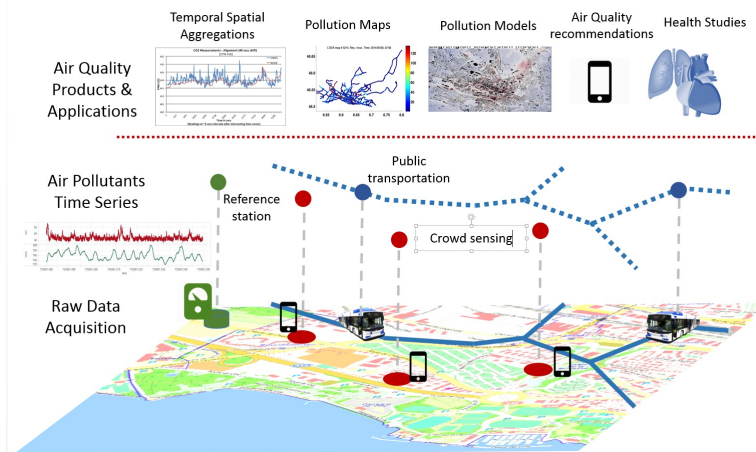 Temporal Spatial
Aggregations
Pollution Maps
Pollution Models
Air Quality
recommendations
Health Studies
Air Quality
Products &
Applications
Air Pollutants
Time Series
Reference
station
Public
transportation
Crowd sensing
Raw Data
Acquisition